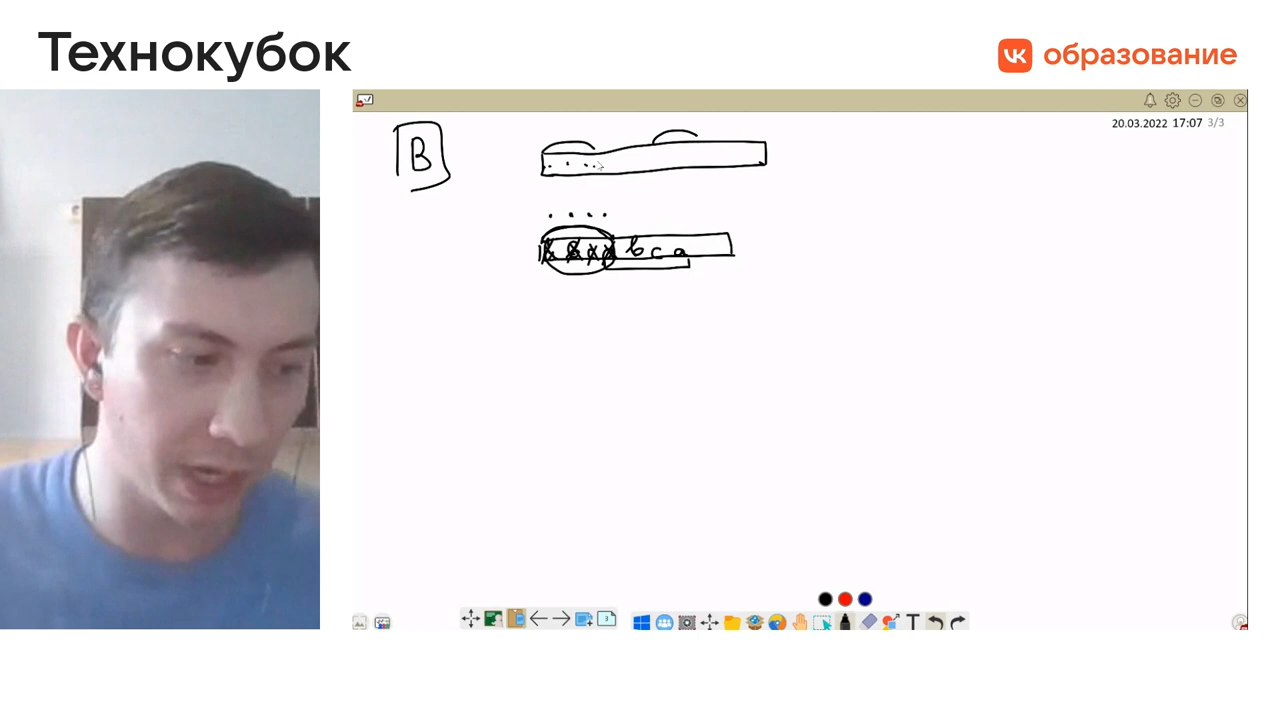 Технокубок
образование
20.03.2022 17:07 3/3
B
b c a